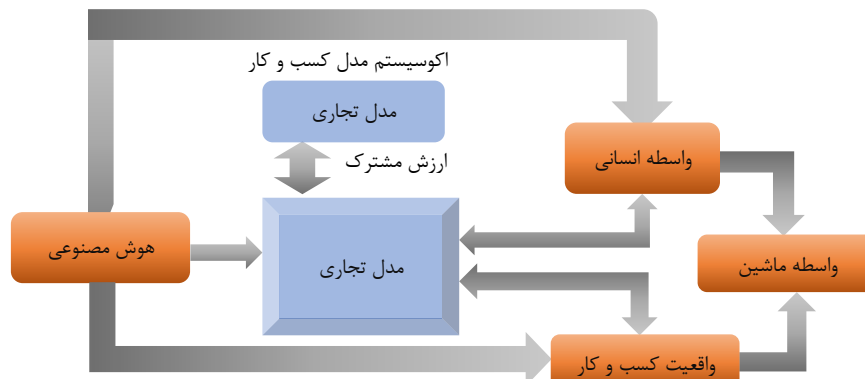 اکوسیستم مدل کسب و کار
مدل تجاری
ارزش مشترک
واسطه انسانی
هوش مصنوعی
مدل تجاری
واسطه ماشین
واقعیت کسب و کار